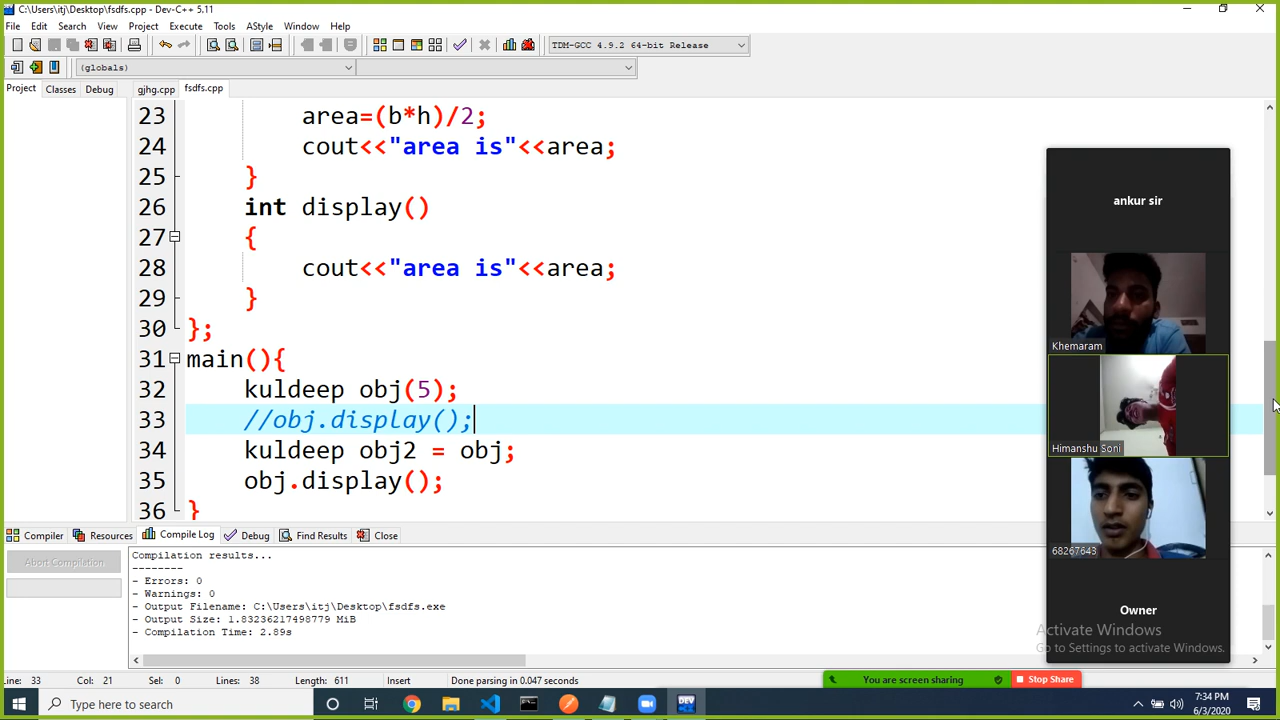 C:\Users\itj\Desktop\fsdfs.cpp - Dev-C++ 5.11
File Edit Search View Project Execute Tools AStyle Window Help
TDM-GCC 4.9.2 64-bit Release
(globals)
Project Classes Debug gjhg.cpp fsdfs.cpp
23 area=(b*h)/2;
24 cout<<"area is"<<area;
25 }
26 int display()
27 {
28 cout<<"area is"<<area;
29 }
30 };
31 main(){
32 kuldeep obj(5);
33 //obj.display();
34 kuldeep obj2 = obj;
35 obj.display();
36 }
ankur sir
Khemaram
Himanshu Soni
68267643
Owner
Compiler Resources Compile Log Debug Find Results Close
Abort Compilation
Compilation results...
--------
- Errors: 0
- Warnings: 0
- Output Filename: C:\Users\itj\Desktop\fsdfs.exe
- Output Size: 1.83236217498779 MiB
- Compilation Time: 2.89s
Activate Windows
Go to Settings to activate Windows.
Line: 33 Col: 21 Sel: 0 Lines: 38 Length: 611 Insert Done parsing in 0.047 seconds
You are screen sharing Stop Share
Type here to search
DEV
7:34 PM
6/3/2020